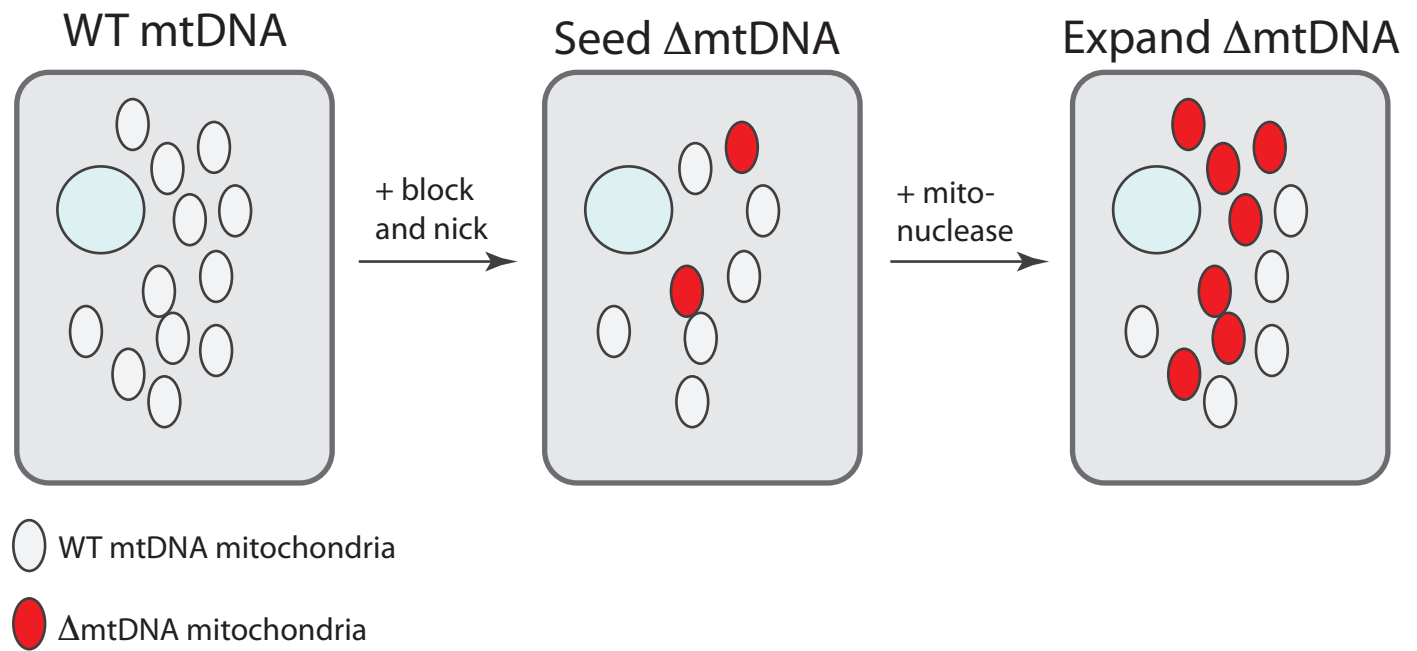 WT mtDNA
Seed ΔmtDNA
Expand ΔmtDNA
+ block
and nick
+ mito-
nuclease
WT mtDNA mitochondria
ΔmtDNA mitochondria